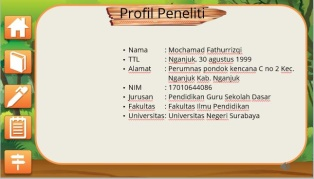 Profil Peneliti
• Nama : Mochamad Fathurrizqi
• TTL : Nganjuk, 30 agustus 1999
• Alamat : Perumnas pondok kencana C no 2 Kec.
Nganjuk Kab. Nganjuk
• NIM : 17010644086
• Jurusan : Pendidikan Guru Sekolah Dasar
• Fakultas : Fakultas Ilmu Pendidikan
• Universitas: Universitas Negeri Surabaya